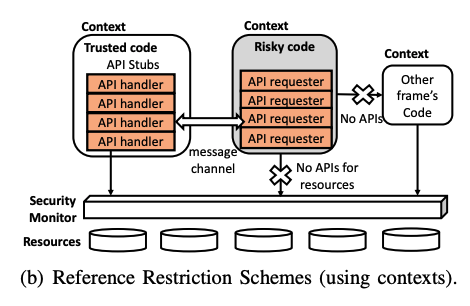 Context
Context
Context
Trusted code
API Stubs
API handler
API handler
API handler
API handler
Risky code
API requester
API requester
API requester
API requester
Other
frame's
Code
No APIs
message
channel
No APIs for
resources
Security
Monitor
Resources
(b) Reference Restriction Schemes (using contexts).